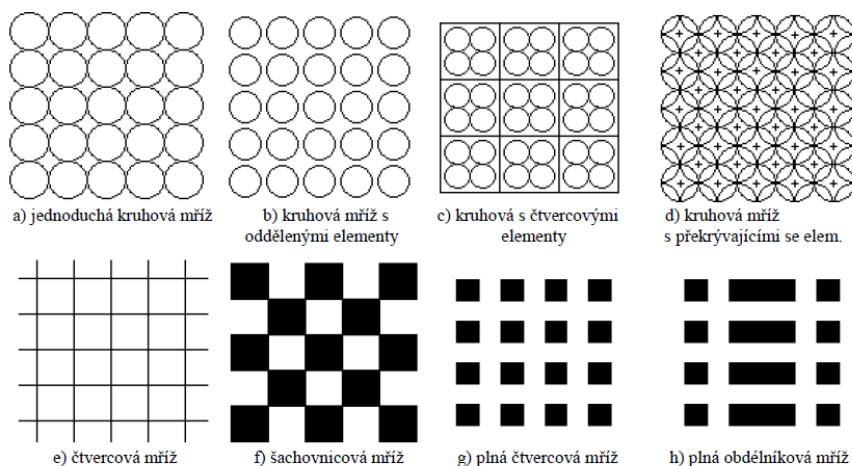 a) jednoduchá kruhová mříž
b) kruhová mříž s
oddělenými elementy
c) kruhová s čtvercovými
elementy
d) kruhová mříž
s překrývajícími se elem.
e) čtvercová mříž
f) šachovnicová mříž
g) plná čtvercová mříž
h) plná obdélníková mříž